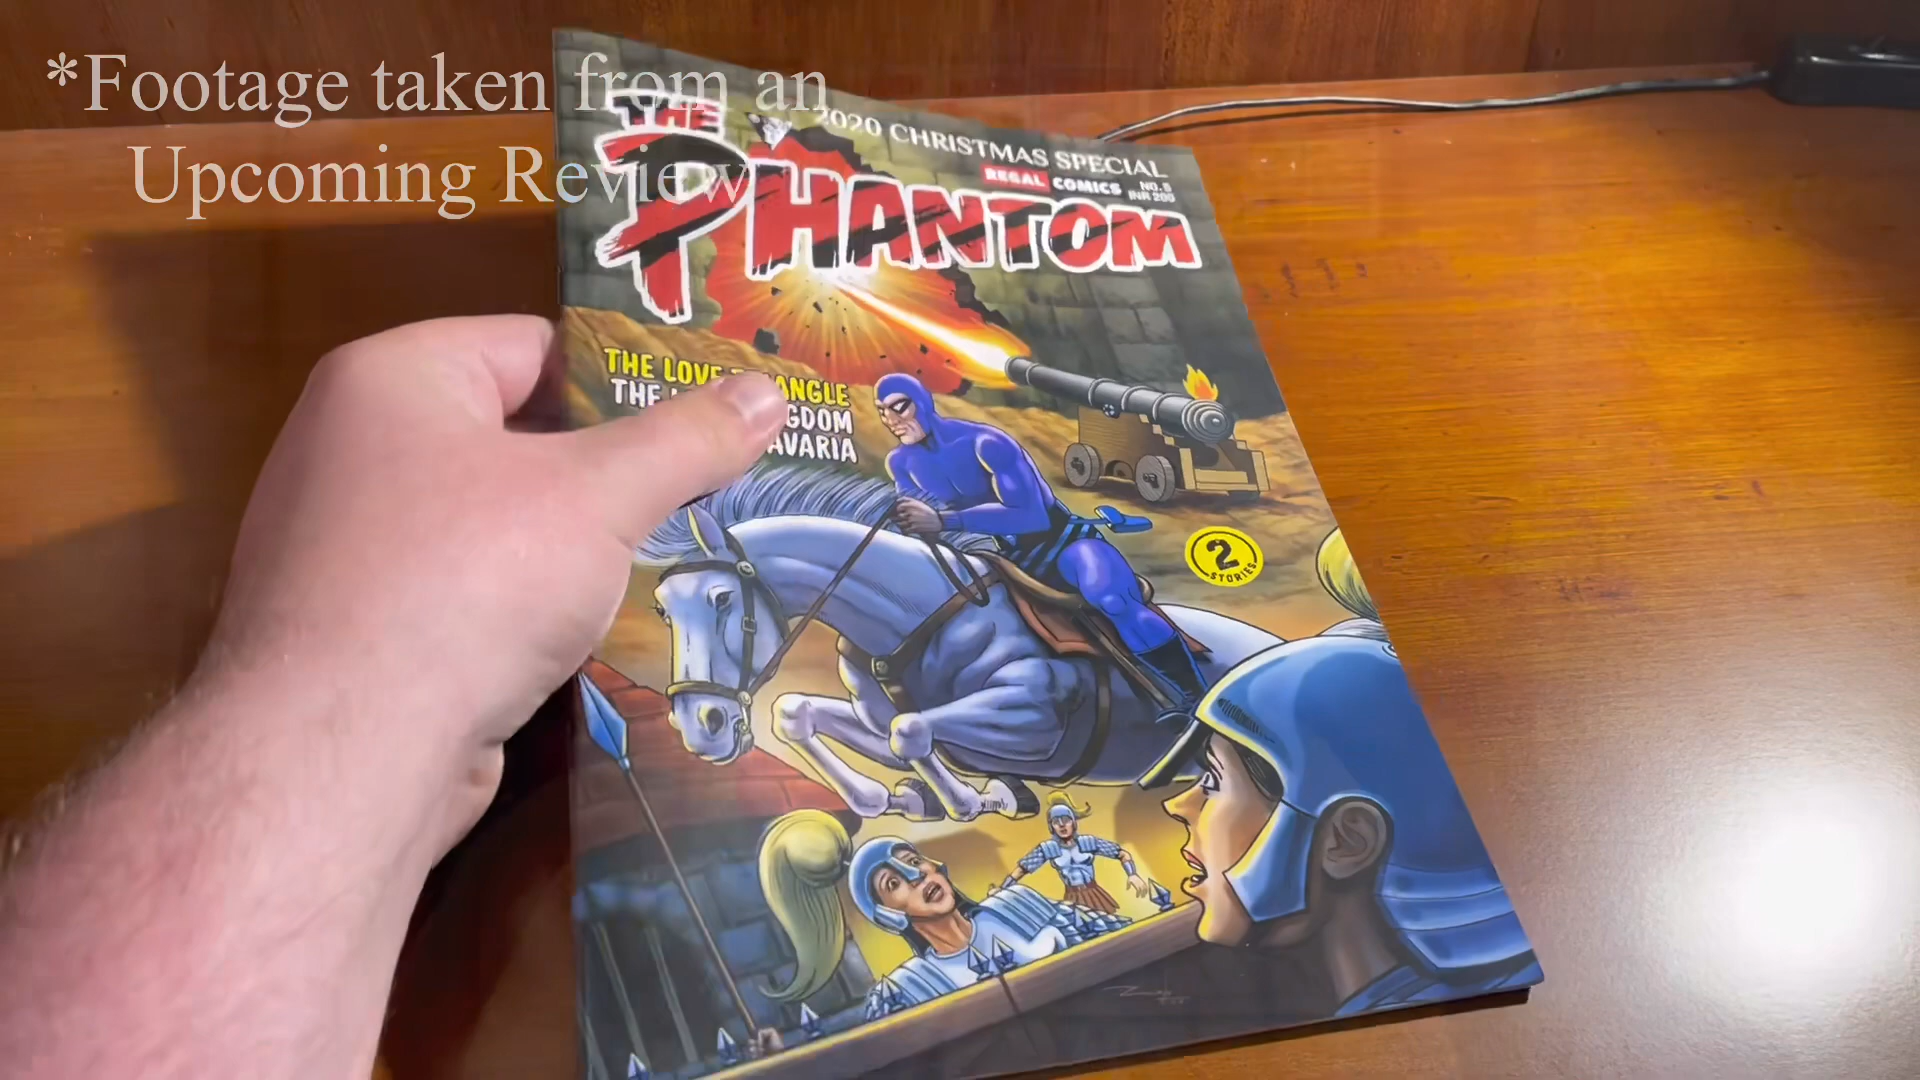 *Footage taken from an
Upcoming Review
2020 CHRISTMAS SPECIAL
REGAL COMICS
NO. 5
INR 200
THE
PHANTOM
THE LOVE ANGLE
THE GDOM
AVARIA
2
STORIES